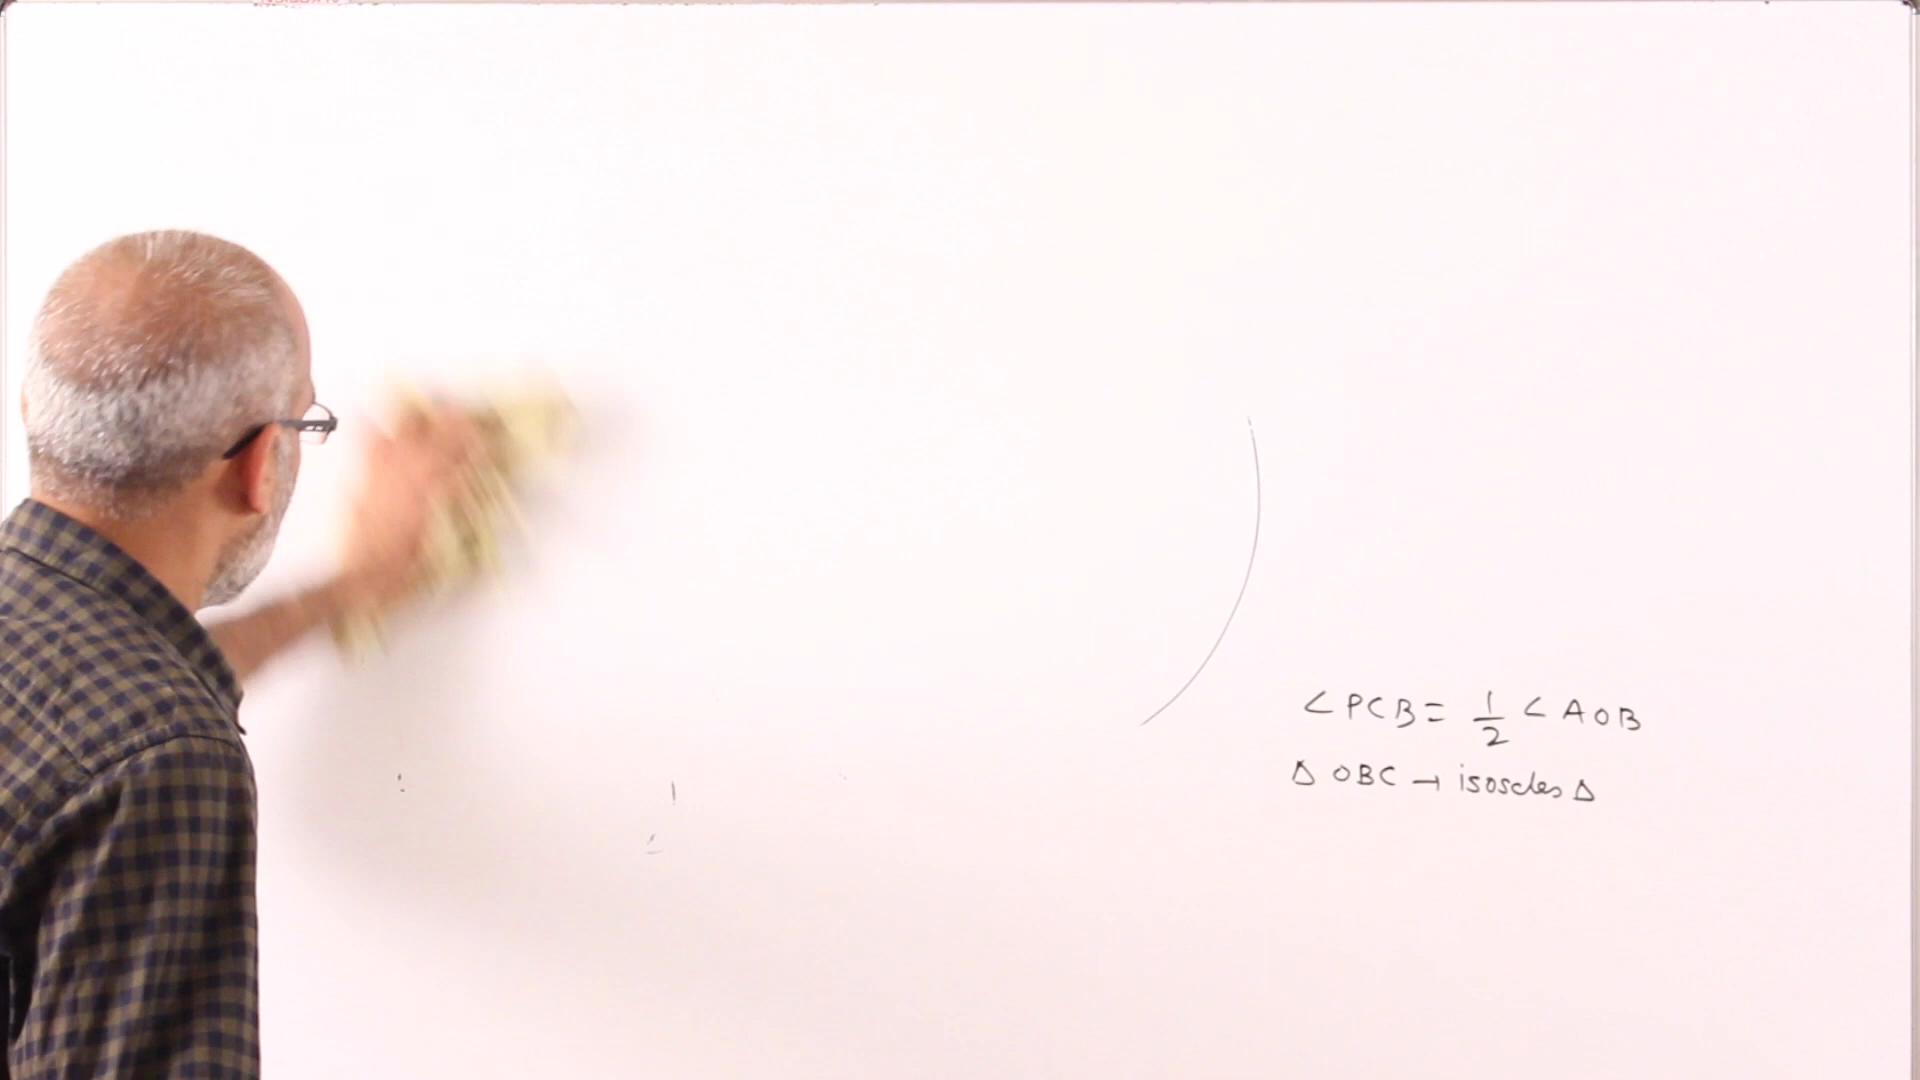 ∠PCB = 1/2 ∠AOB
Δ OBC → isosceles Δ